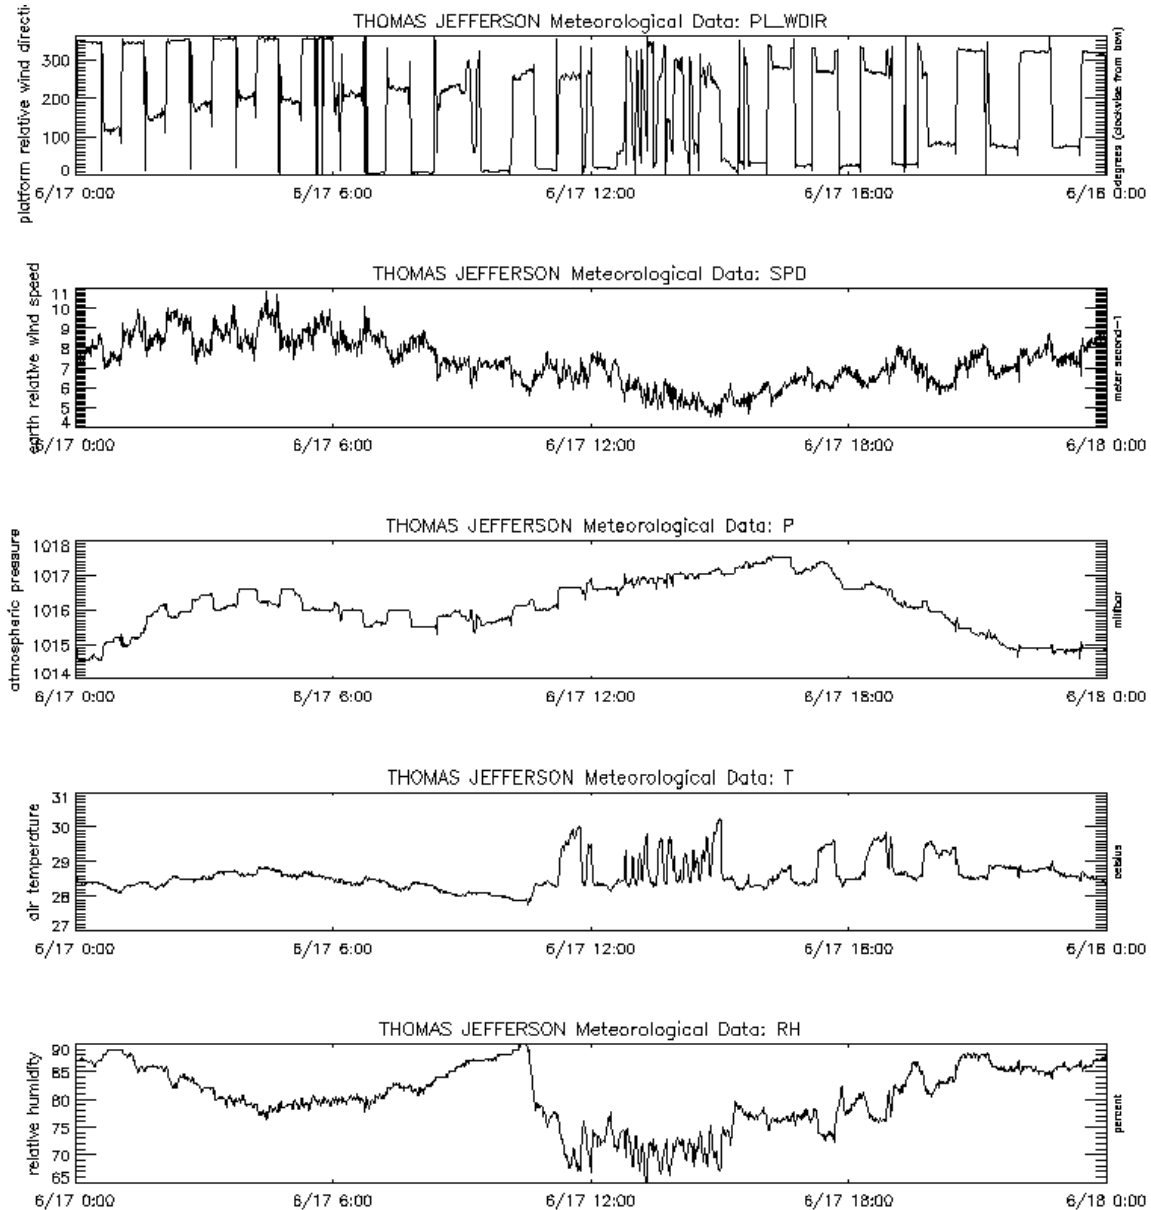 THOMAS JEFFERSON Meteorological Data: PL_WDIR
platform relative wind directi
300
200
100
0
degrees (clockwise from bow)
6/17 0:00 6/17 6:00 6/17 12:00 6/17 18:00 6/18 0:00
THOMAS JEFFERSON Meteorological Data: SPD
earth relative wind speed
11
10
9
8
7
6
5
4
meter second-1
6/17 0:00 6/17 6:00 6/17 12:00 6/17 18:00 6/18 0:00
THOMAS JEFFERSON Meteorological Data: P
atmospheric pressure
1018
1017
1016
1015
1014
millibar
6/17 0:00 6/17 6:00 6/17 12:00 6/17 18:00 6/18 0:00
THOMAS JEFFERSON Meteorological Data: T
air temperature
31
30
29
28
27
celsius
6/17 0:00 6/17 6:00 6/17 12:00 6/17 18:00 6/18 0:00
THOMAS JEFFERSON Meteorological Data: RH
relative humidity
90
85
80
75
70
65
percent
6/17 0:00 6/17 6:00 6/17 12:00 6/17 18:00 6/18 0:00